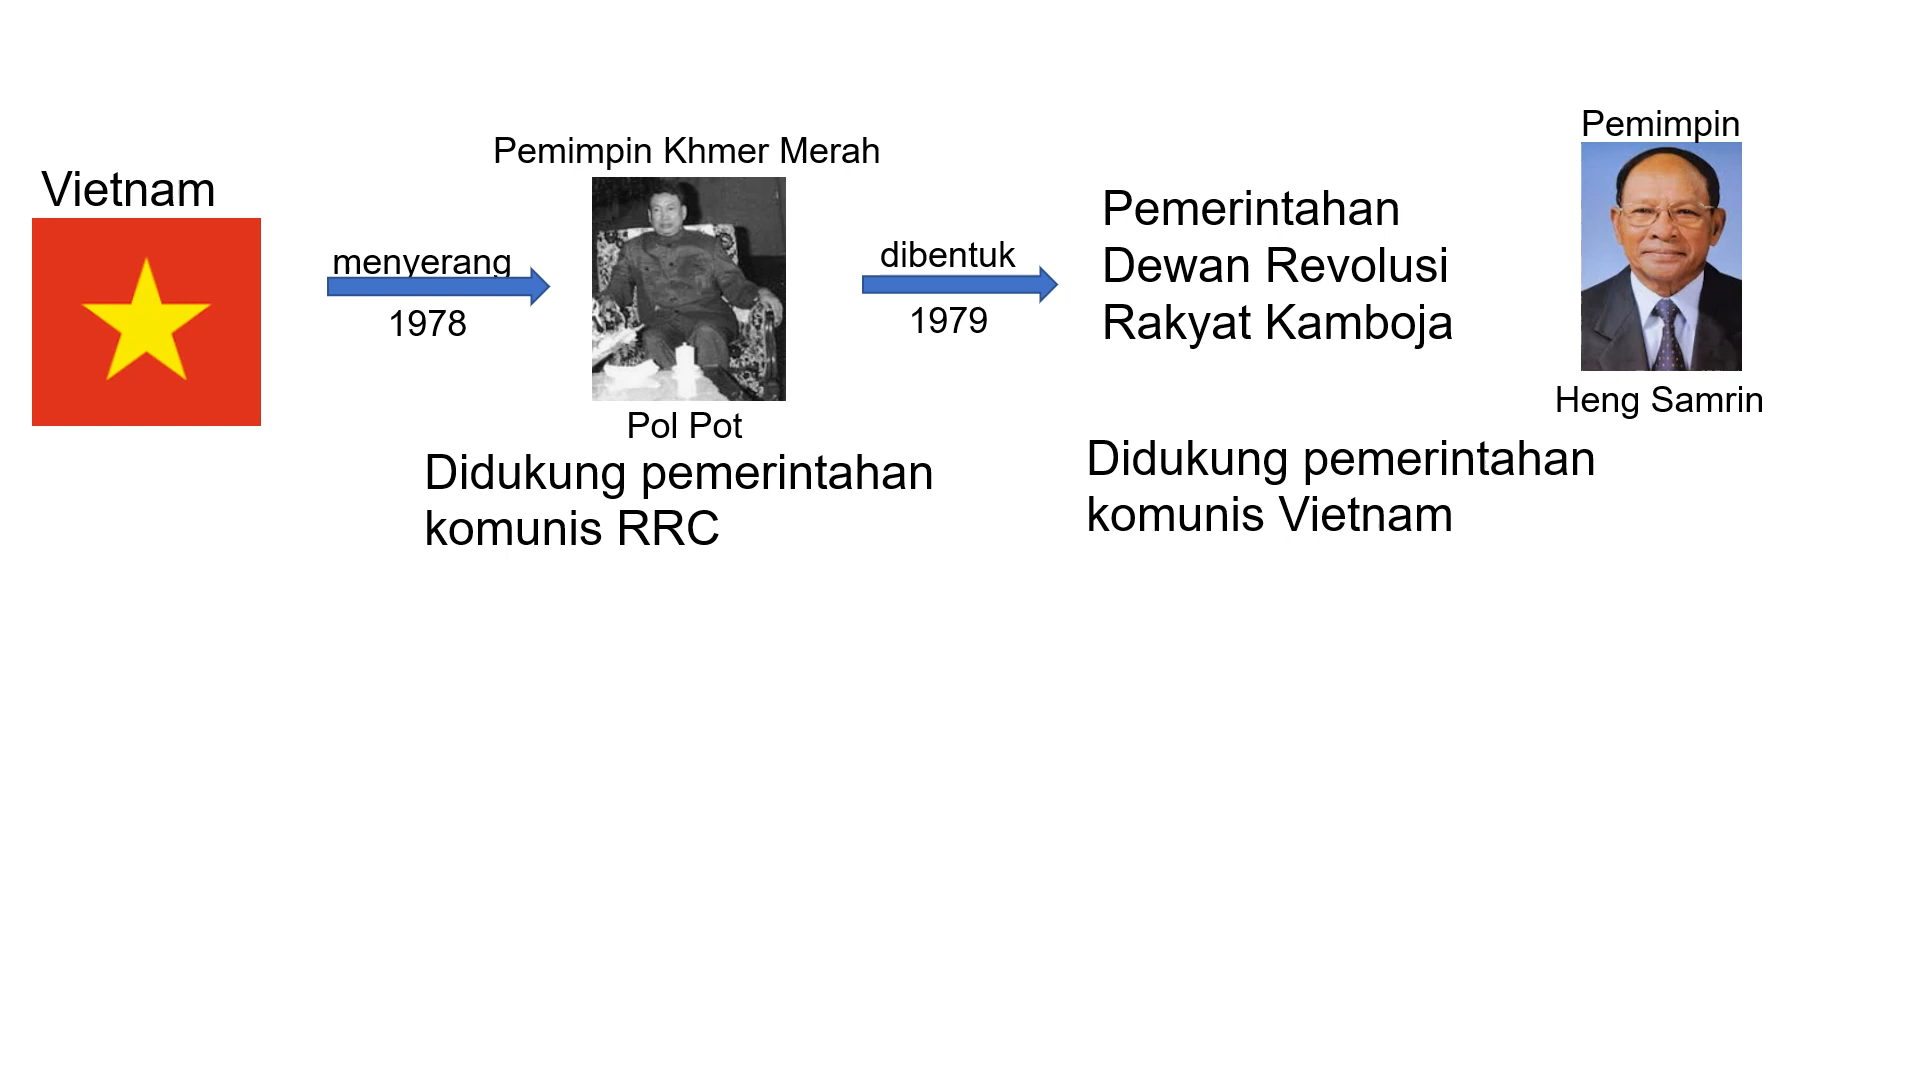 Vietnam
menyerang
1978
Pemimpin Khmer Merah
Pol Pot
Didukung pemerintahan
komunis RRC
dibentuk
1979
Pemerintahan
Dewan Revolusi
Rakyat Kamboja
Didukung pemerintahan
komunis Vietnam
Pemimpin
Heng Samrin